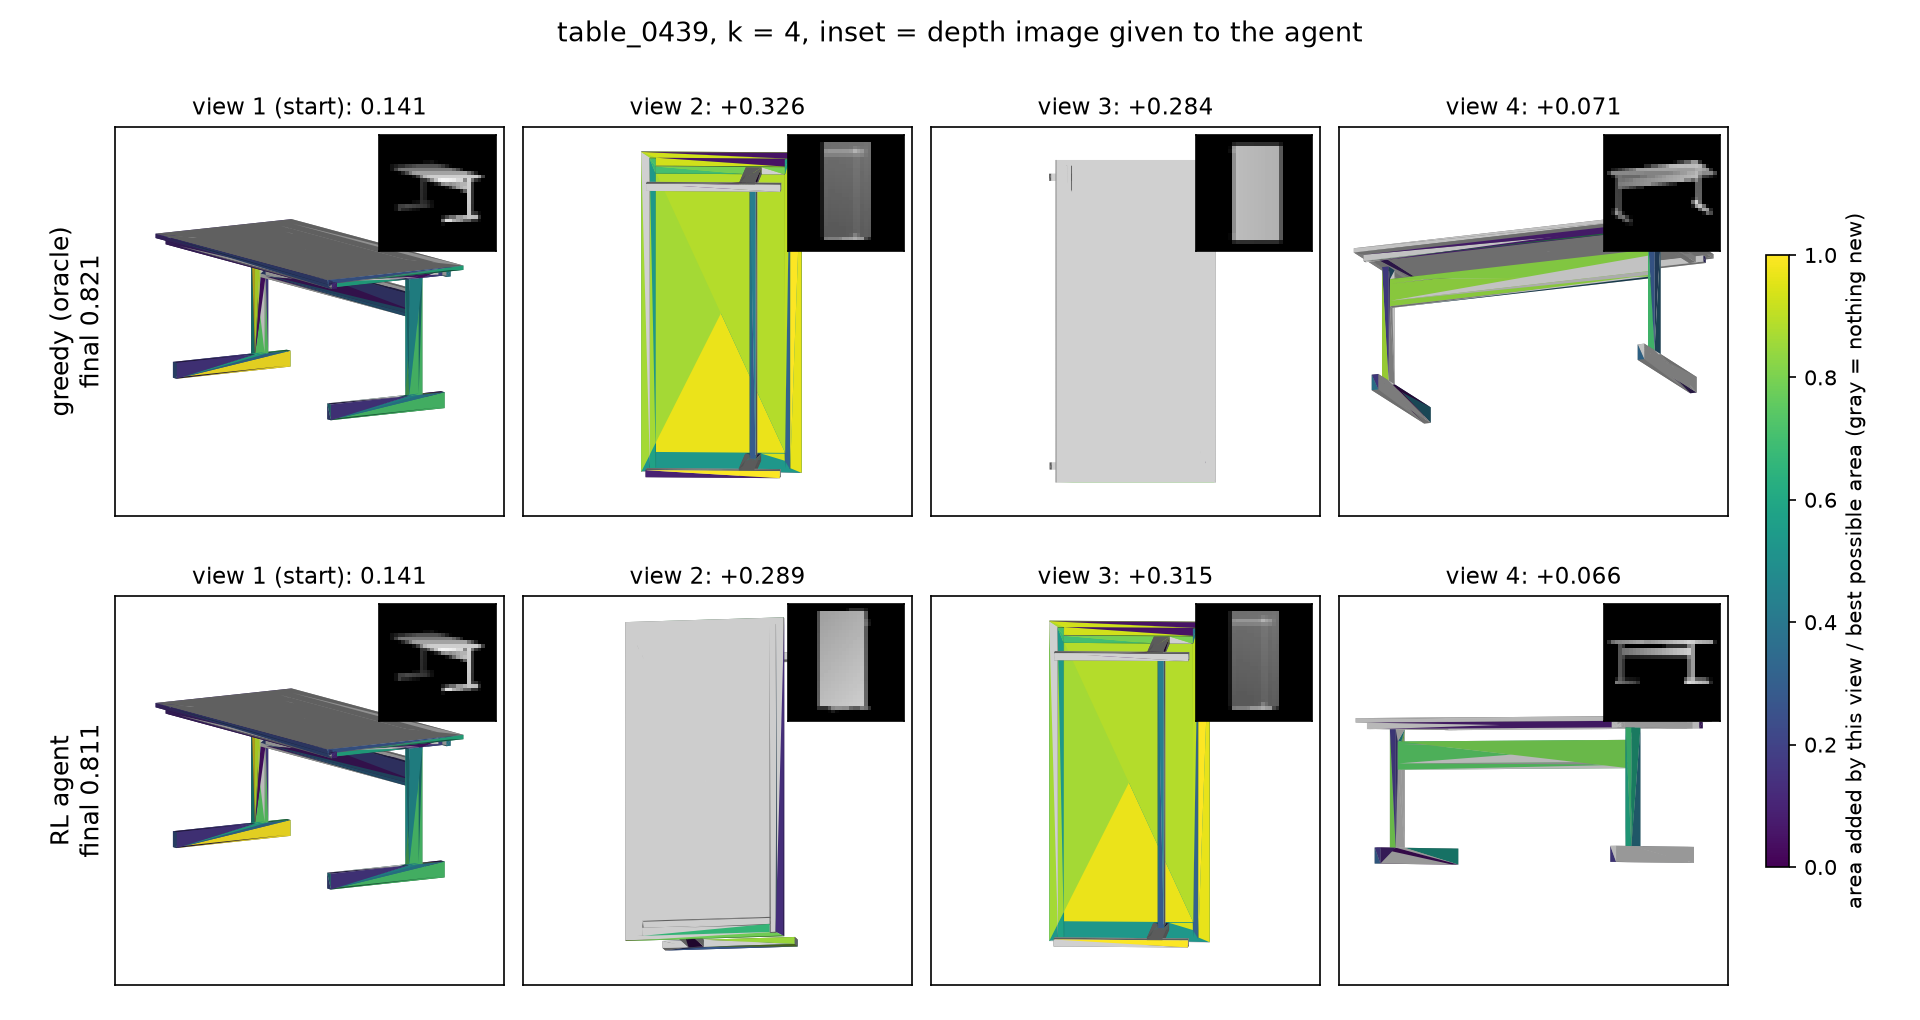 table_0439, k = 4, inset = depth image given to the agent
greedy (oracle)
final 0.821
view 1 (start): 0.141
view 2: +0.326
view 3: +0.284
view 4: +0.071
RL agent
final 0.811
view 1 (start): 0.141
view 2: +0.289
view 3: +0.315
view 4: +0.066
1.0
0.8
0.6
0.4
0.2
0.0
area added by this view / best possible area (gray = nothing new)